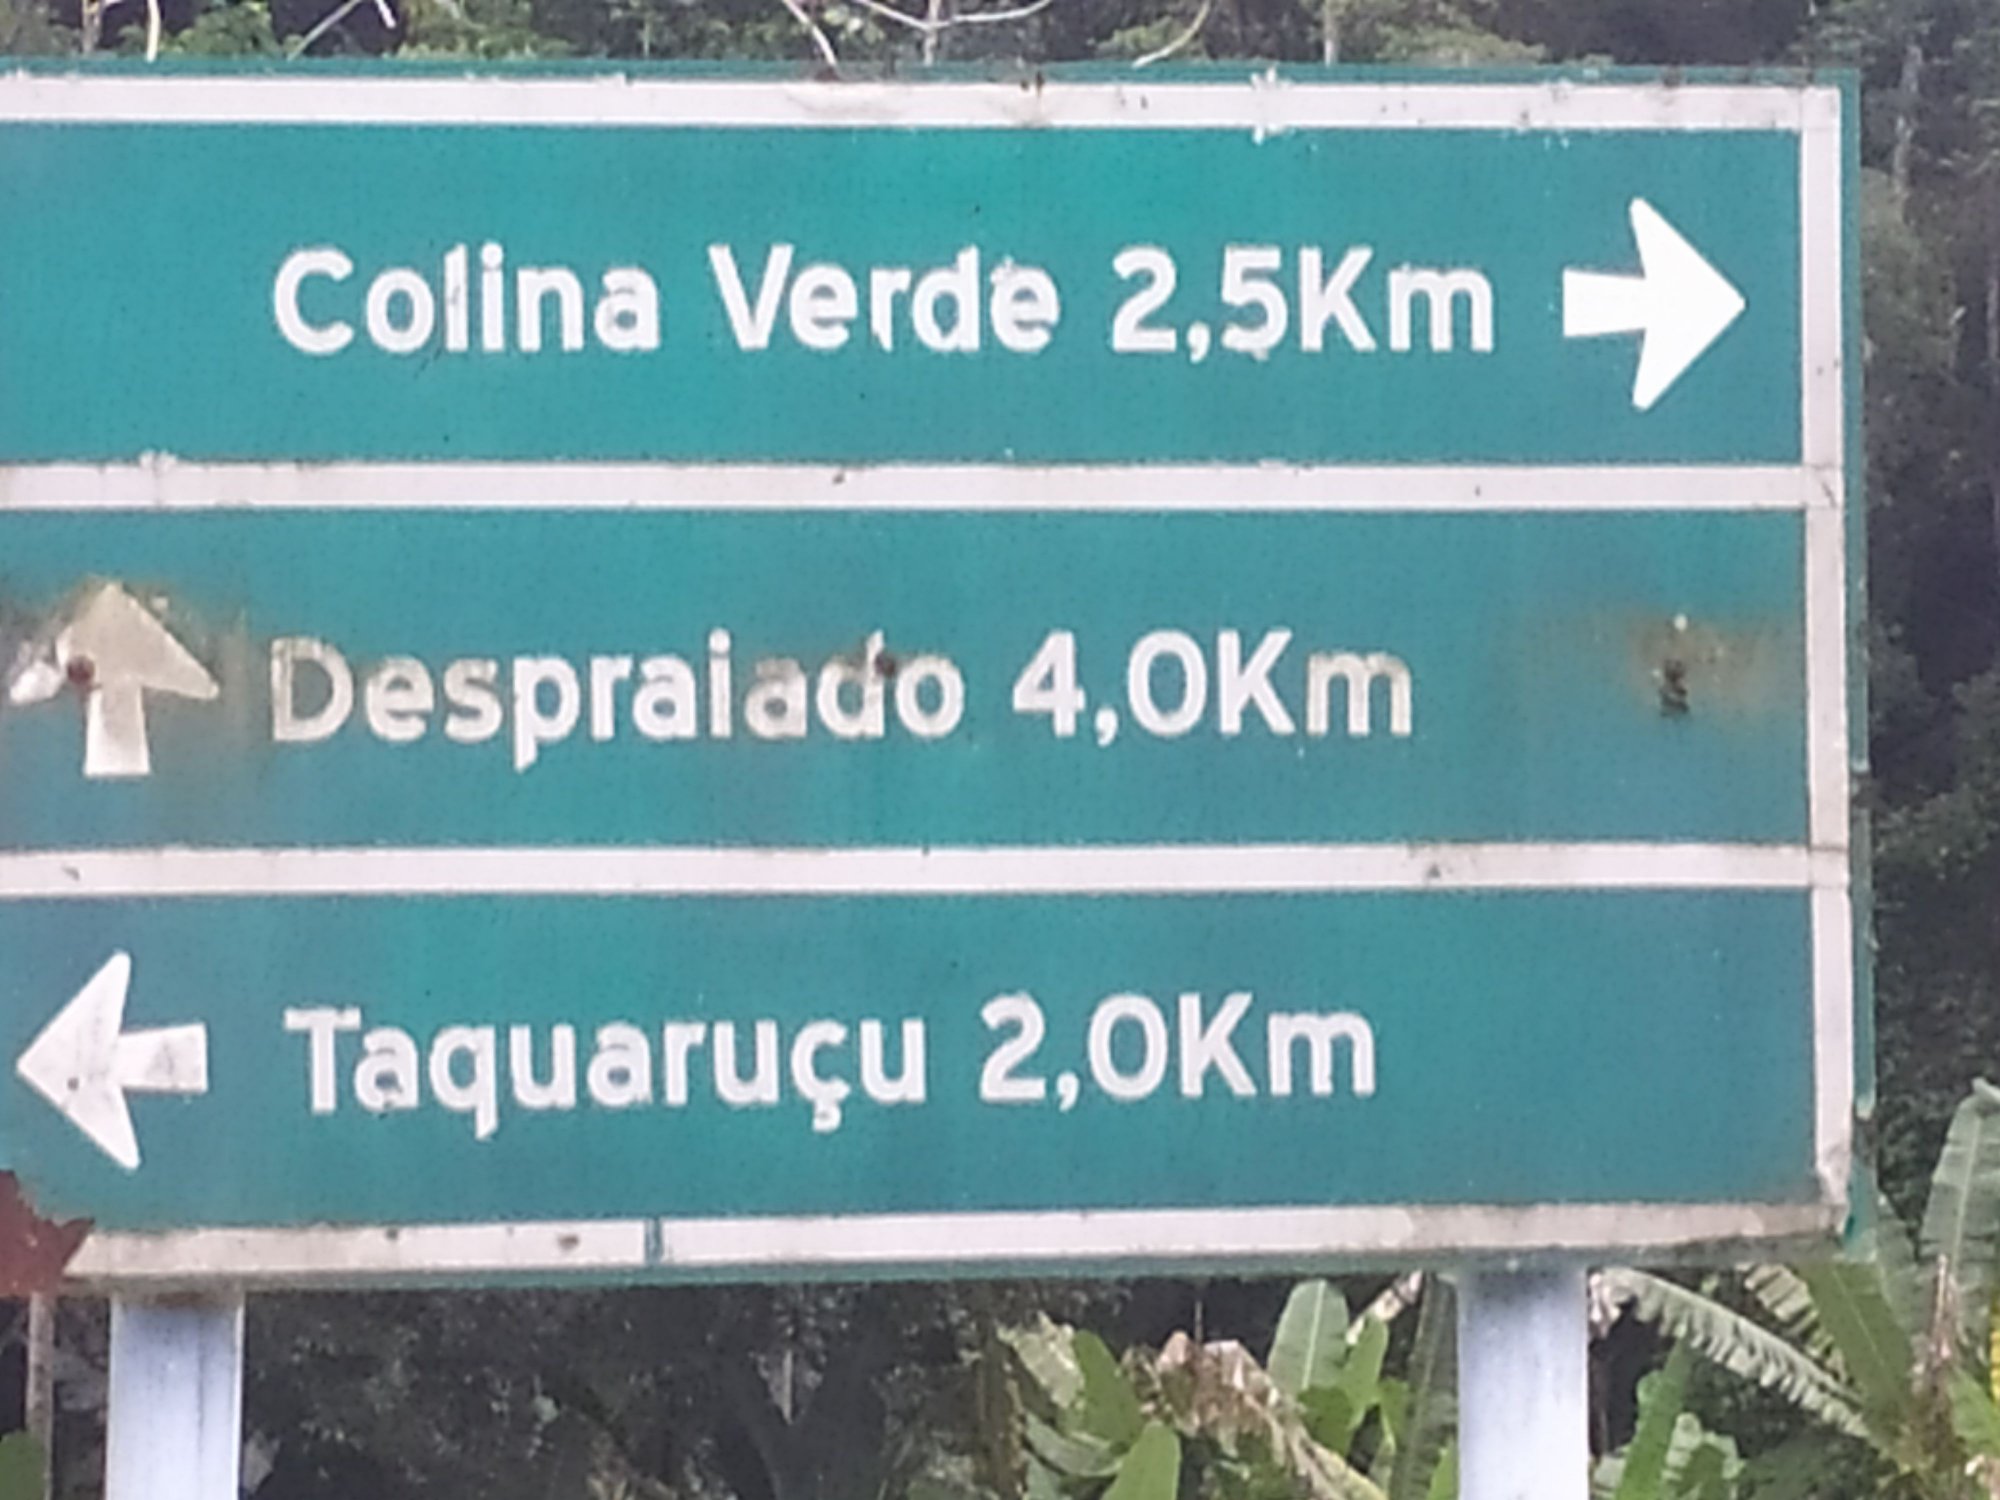 Colina Verde 2,5Km
Despraiado 4,0Km
Taquaruçu 2,0Km